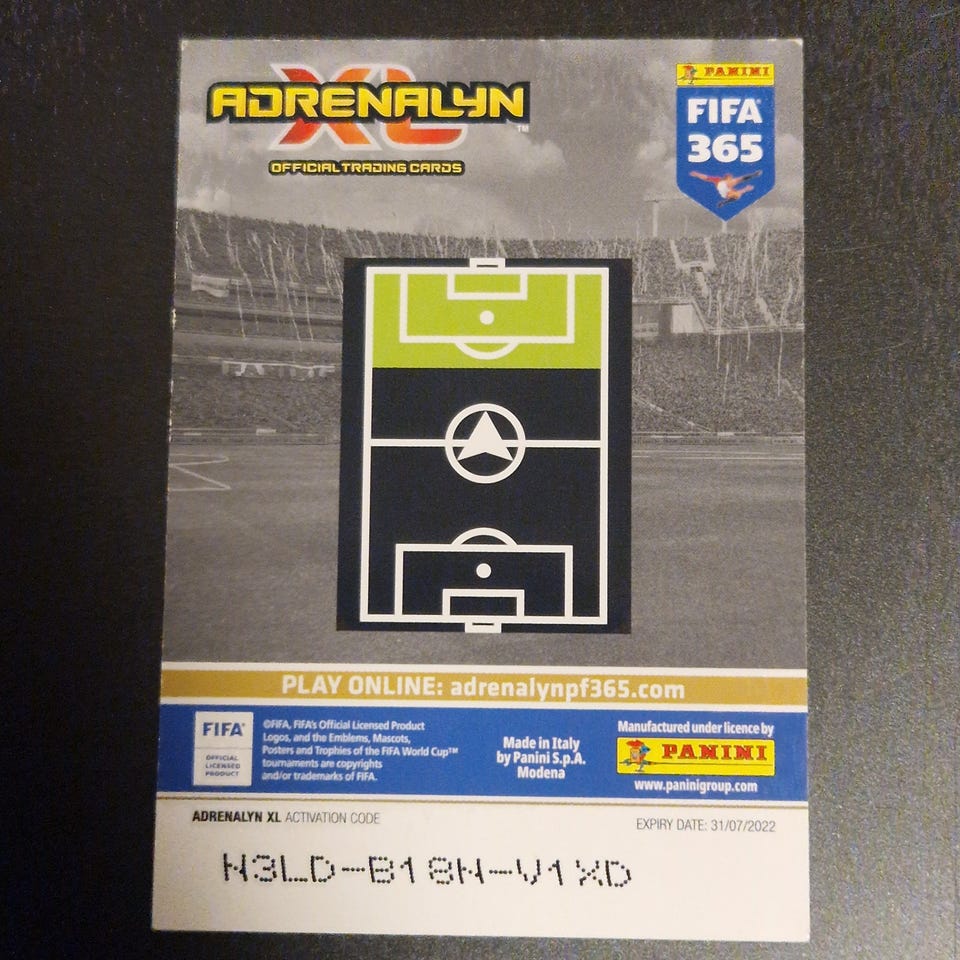 ADRENALYN
XL™
OFFICIAL TRADING CARDS
PANINI
FIFA®
365
PLAY ONLINE: adrenalynpf365.com
FIFA®
OFFICIAL
LICENSED
PRODUCT
©FIFA, FIFA's Official Licensed Product
Logos, and the Emblems, Mascots,
Posters and Trophies of the FIFA World Cup™
tournaments are copyrights
and/or trademarks of FIFA.
Made in Italy
by Panini S.p.A.
Modena
Manufactured under licence by
PANINI
www.paninigroup.com
ADRENALYN XL ACTIVATION CODE
EXPIRY DATE: 31/07/2022
N3LD-B18N-V1XD